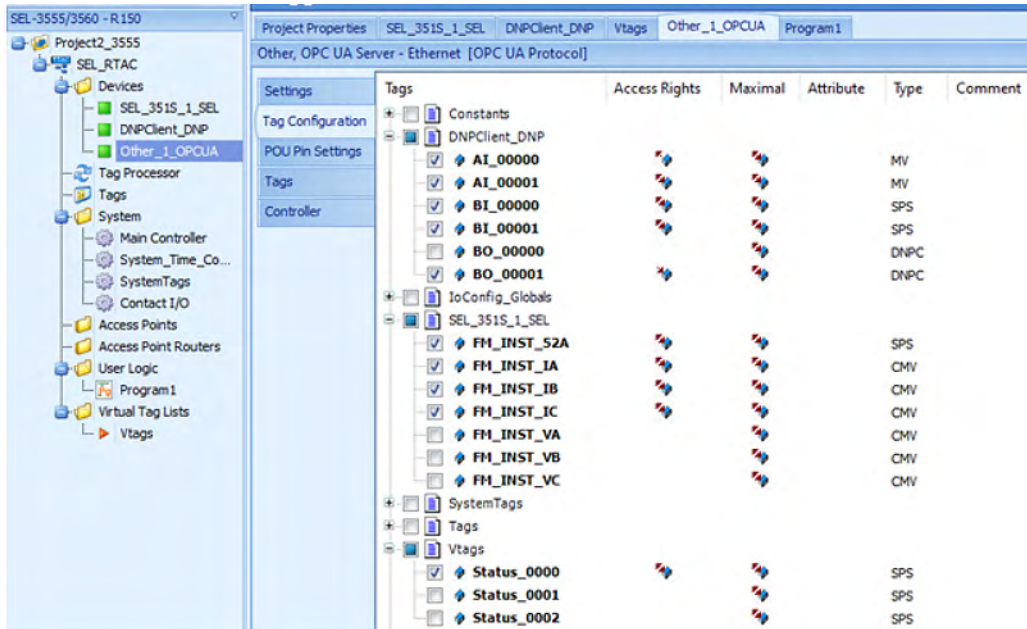 SEL-3555/3560 - R150
Project2_3555
SEL_RTAC
Devices
SEL_351S_1_SEL
DNPClient_DNP
Other_1_OPCUA
Tag Processor
Tags
System
Main Controller
System_Time_Co...
SystemTags
Contact I/O
Access Points
Access Point Routers
User Logic
Program1
Virtual Tag Lists
Vtags
Project Properties SEL_351S_1_SEL DNPClient_DNP Vtags Other_1_OPCUA Program1
Other, OPC UA Server - Ethernet [OPC UA Protocol]
Settings
Tag Configuration
POU Pin Settings
Tags
Controller
Tags Access Rights Maximal Attribute Type Comment
Constants
DNPClient_DNP
AI_00000 MV
AI_00001 MV
BI_00000 SPS
BI_00001 SPS
BO_00000 DNPC
BO_00001 DNPC
IoConfig_Globals
SEL_351S_1_SEL
FM_INST_52A SPS
FM_INST_IA CMV
FM_INST_IB CMV
FM_INST_IC CMV
FM_INST_VA CMV
FM_INST_VB CMV
FM_INST_VC CMV
SystemTags
Tags
Vtags
Status_0000 SPS
Status_0001 SPS
Status_0002 SPS